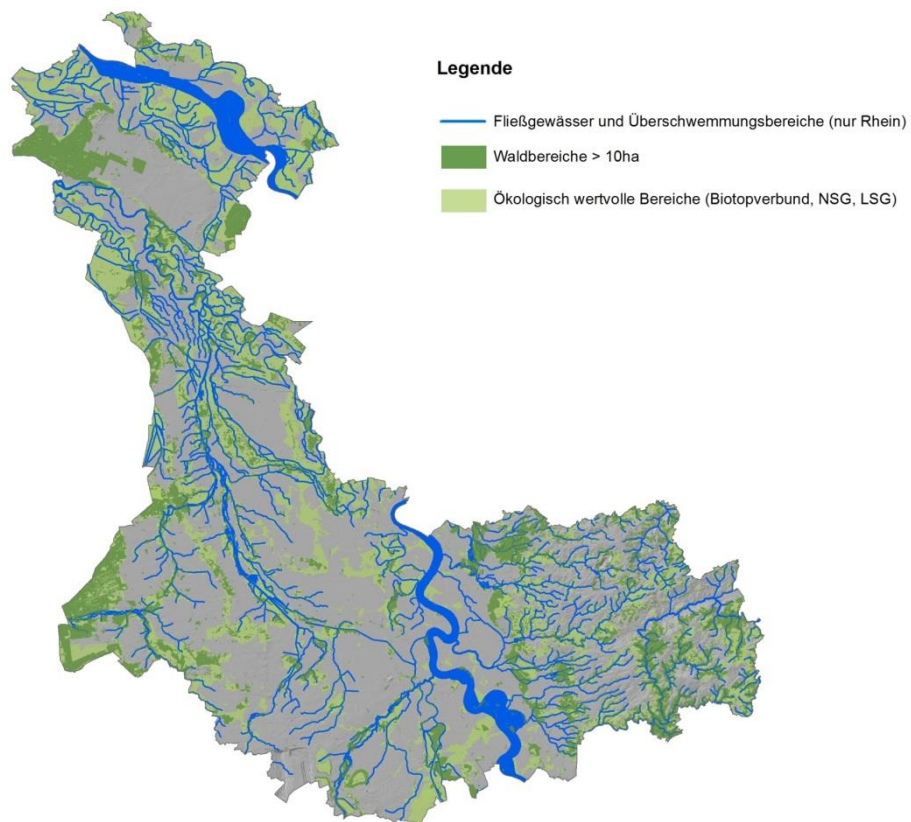 Legende
Fließgewässer und Überschwemmungsbereiche (nur Rhein)
Waldbereiche > 10ha
Ökologisch wertvolle Bereiche (Biotopverbund, NSG, LSG)